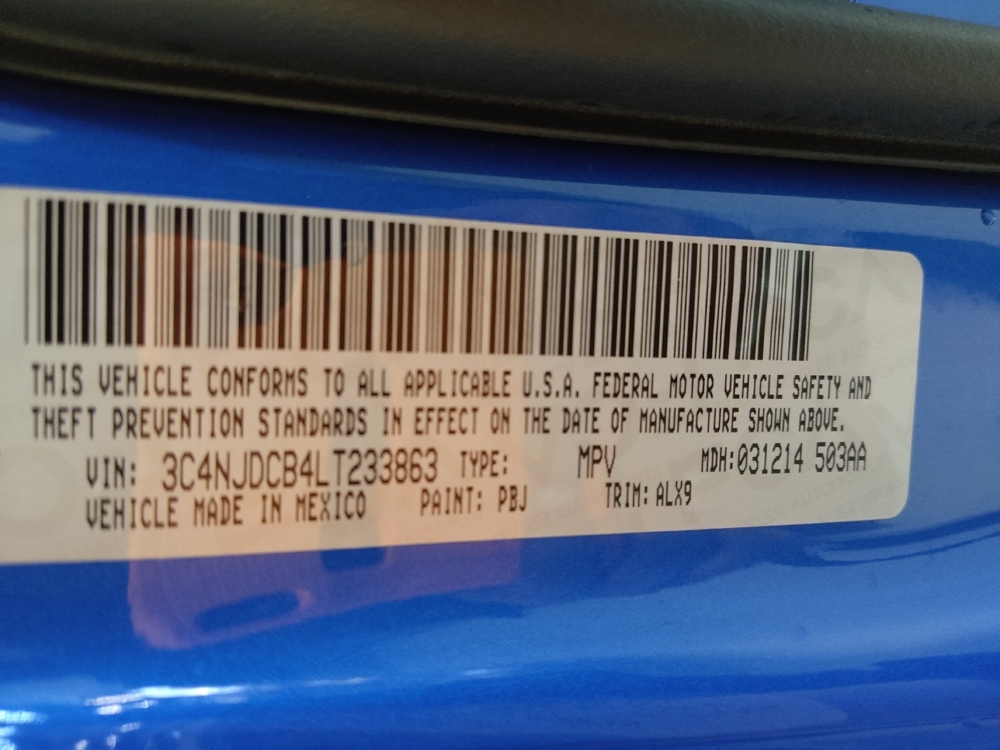 THIS VEHICLE CONFORMS TO ALL APPLICABLE U.S.A. FEDERAL MOTOR VEHICLE SAFETY AND
THEFT PREVENTION STANDARDS IN EFFECT ON THE DATE OF MANUFACTURE SHOWN ABOVE.
VIN: 3C4NJDCB4LT233863 TYPE: MPV MDH:031214 503AA
VEHICLE MADE IN MEXICO PAINT: PBJ TRIM: ALX9